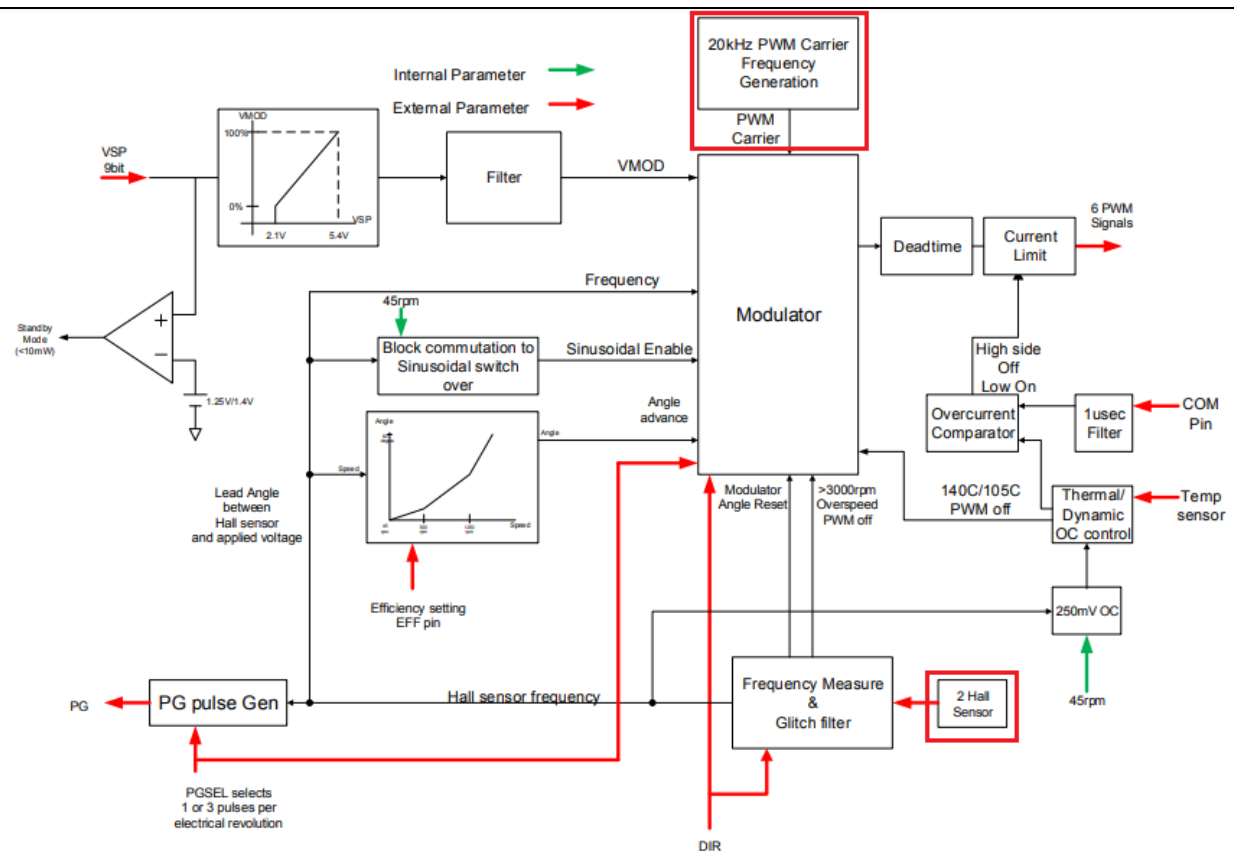 20kHz PWM Carrier
Frequency
Generation
PWM
Carrier
Internal Parameter
External Parameter
VSP
9bit
VMOD
100%
0%
2.1V
5.4V
VSP
Filter
VMOD
Modulator
Deadtime
Current
Limit
6 PWM
Signals
Standby
Mode
(<10mW)
+
−
1.25V/1.4V
Frequency
45rpm
Block commutation to
Sinusoidal switch
over
Sinusoidal Enable
High side
Off
Low On
Overcurrent
Comparator
1usec
Filter
COM
Pin
Angle
advance
Angle
Speed
Angle
Speed
Lead Angle
between
Hall sensor
and applied voltage
Efficiency setting
EFF pin
Modulator
Angle Reset
>3000rpm
Overspeed
PWM off
140C/105C
PWM off
Thermal/
Dynamic
OC control
Temp
sensor
250mV OC
45rpm
PG
PG pulse Gen
Hall sensor frequency
Frequency Measure
&
Glitch filter
2 Hall
Sensor
PGSEL selects
1 or 3 pulses per
electrical revolution
DIR